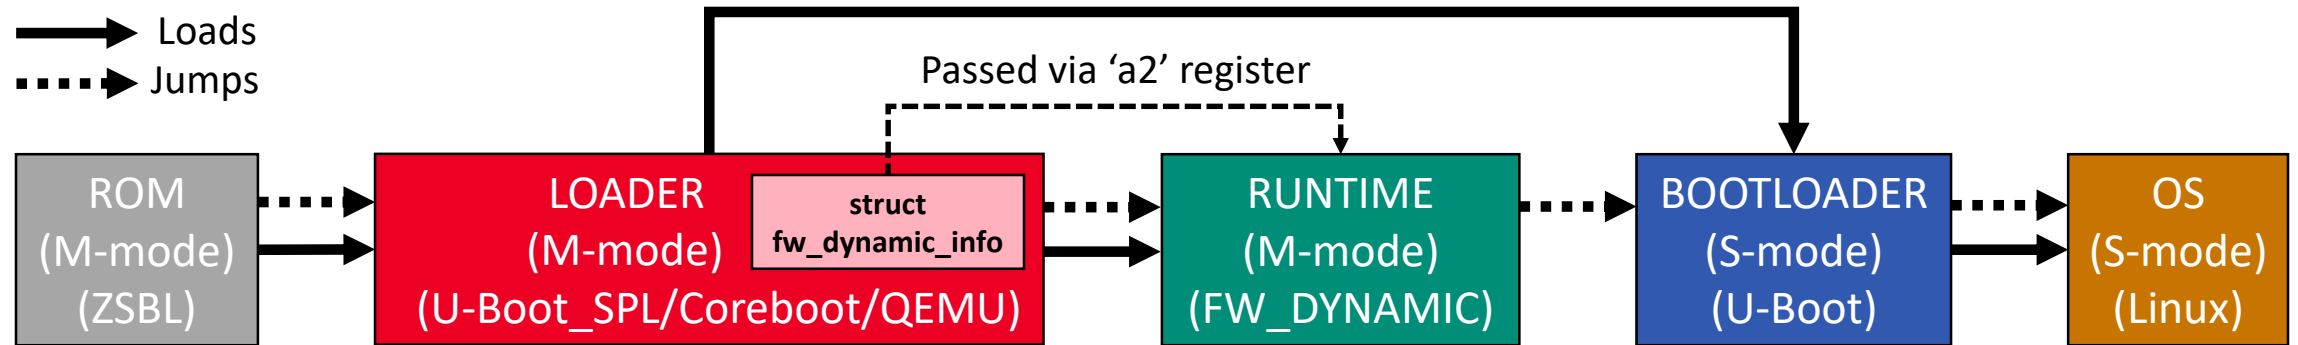 Loads
Jumps
Passed via ‘a2’ register
ROM
(M-mode)
(ZSBL)
LOADER
(M-mode)
(U-Boot_SPL/Coreboot/QEMU)
struct
fw_dynamic_info
RUNTIME
(M-mode)
(FW_DYNAMIC)
BOOTLOADER
(S-mode)
(U-Boot)
OS
(S-mode)
(Linux)